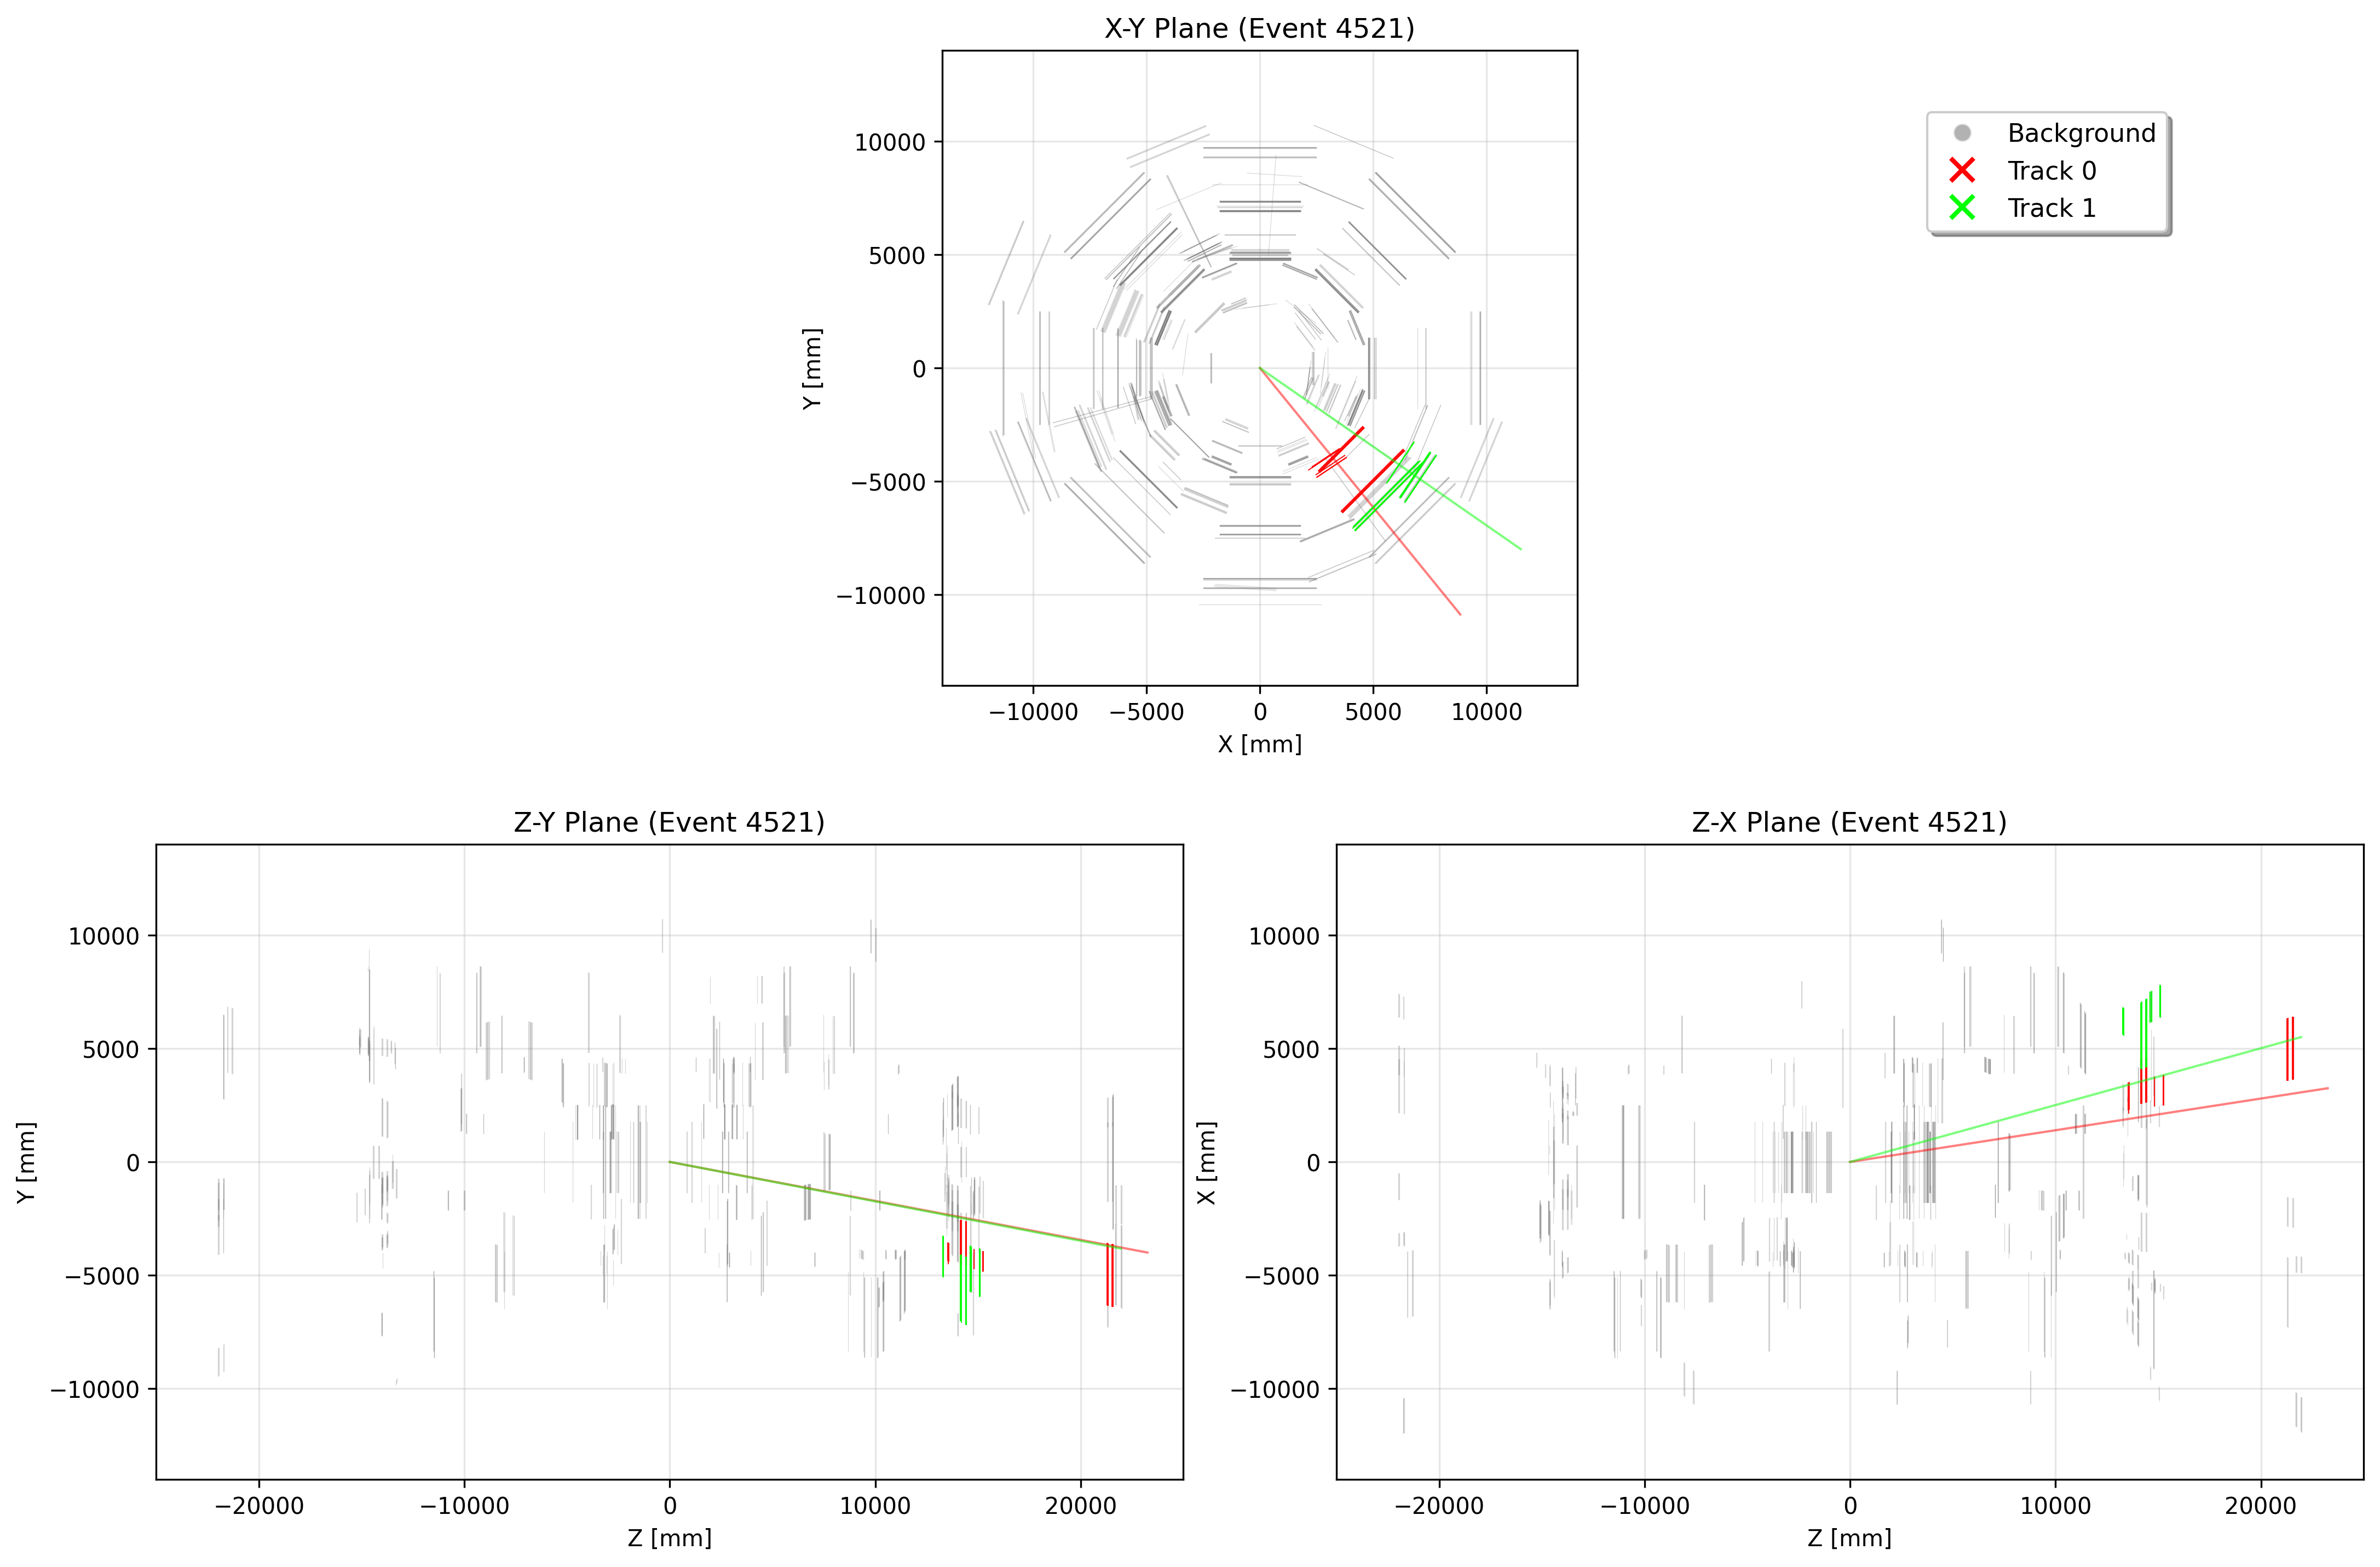 X-Y Plane (Event 4521)
10000
5000
0
−5000
−10000
Y [mm]
−10000 −5000 0 5000 10000
X [mm]
Background
Track 0
Track 1
Z-Y Plane (Event 4521)
10000
5000
0
−5000
−10000
Y [mm]
−20000 −10000 0 10000 20000
Z [mm]
Z-X Plane (Event 4521)
10000
5000
0
−5000
−10000
X [mm]
−20000 −10000 0 10000 20000
Z [mm]